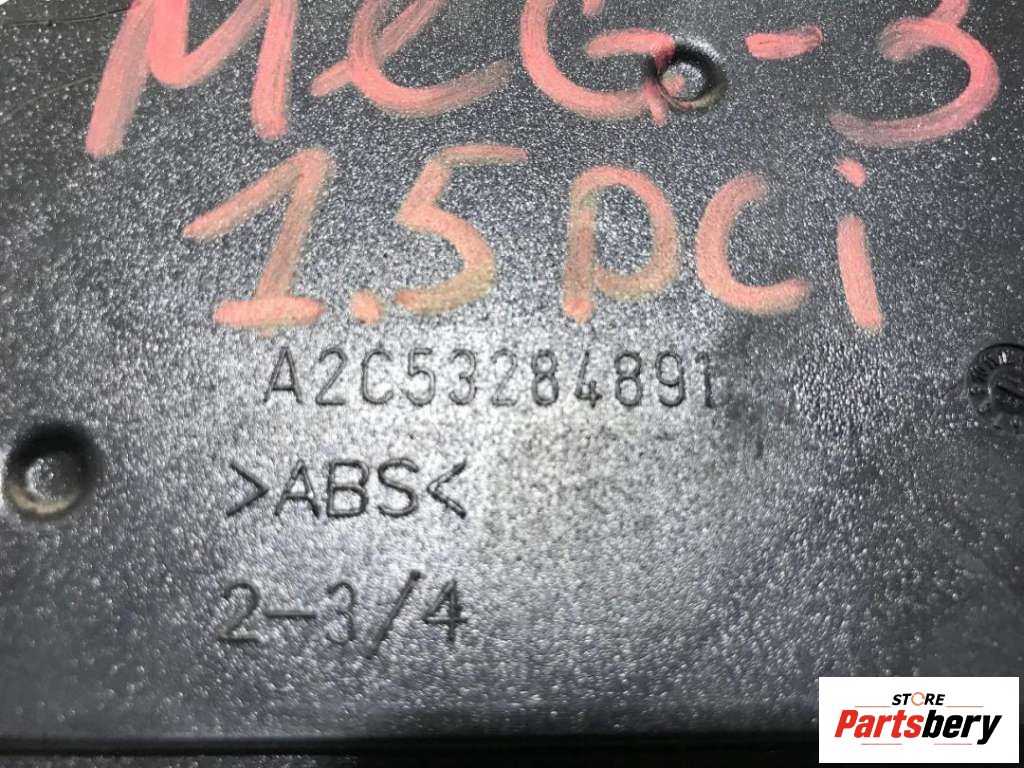 MeG-3
1.5 DCi
A2C53284891
>ABS<
2-3/4
STORE
Partsbery